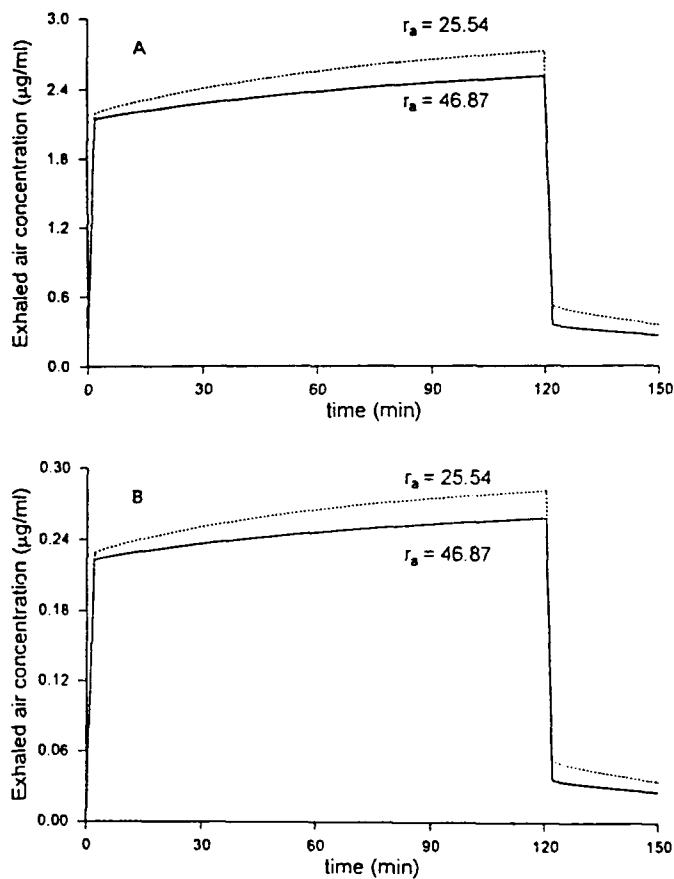 A
r_a = 25.54
r_a = 46.87
Exhaled air concentration (µg/ml)
3.0
2.4
1.8
1.2
0.6
0.0
0 30 60 90 120 150
time (min)
B
r_a = 25.54
r_a = 46.87
Exhaled air concentration (µg/ml)
0.30
0.24
0.18
0.12
0.06
0.00
0 30 60 90 120 150
time (min)